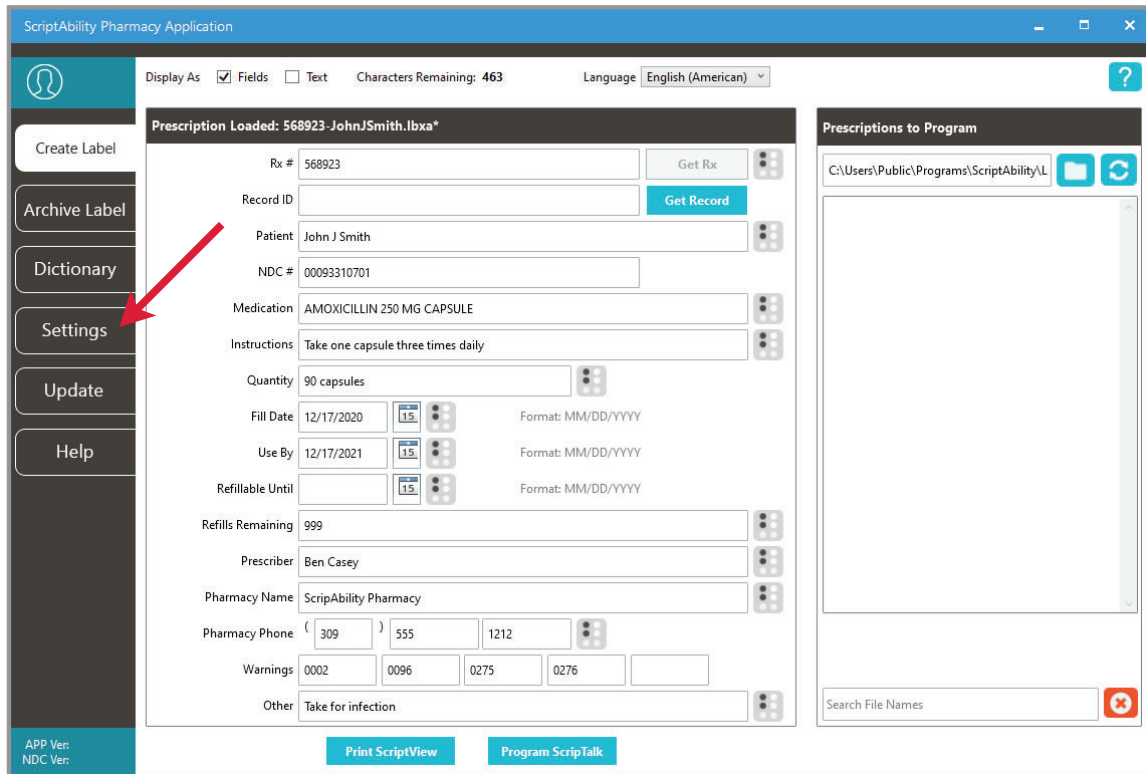 ScriptAbility Pharmacy Application
Display As Fields Text Characters Remaining: 463 Language English (American) ?
Create Label
Archive Label
Dictionary
Settings
Update
Help
APP Ver:
NDC Ver:
Prescription Loaded: 568923-JohnJSmith.lbxa*
Rx # 568923 Get Rx
Record ID Get Record
Patient John J Smith
NDC # 00093310701
Medication AMOXICILLIN 250 MG CAPSULE
Instructions Take one capsule three times daily
Quantity 90 capsules
Fill Date 12/17/2020 15 Format: MM/DD/YYYY
Use By 12/17/2021 15 Format: MM/DD/YYYY
Refillable Until 15 Format: MM/DD/YYYY
Refills Remaining 999
Prescriber Ben Casey
Pharmacy Name ScripAbility Pharmacy
Pharmacy Phone ( 309 ) 555 1212
Warnings 0002 0096 0275 0276
Other Take for infection
Print ScriptView Program ScripTalk
Prescriptions to Program
C:\Users\Public\Programs\ScriptAbility\L
Search File Names